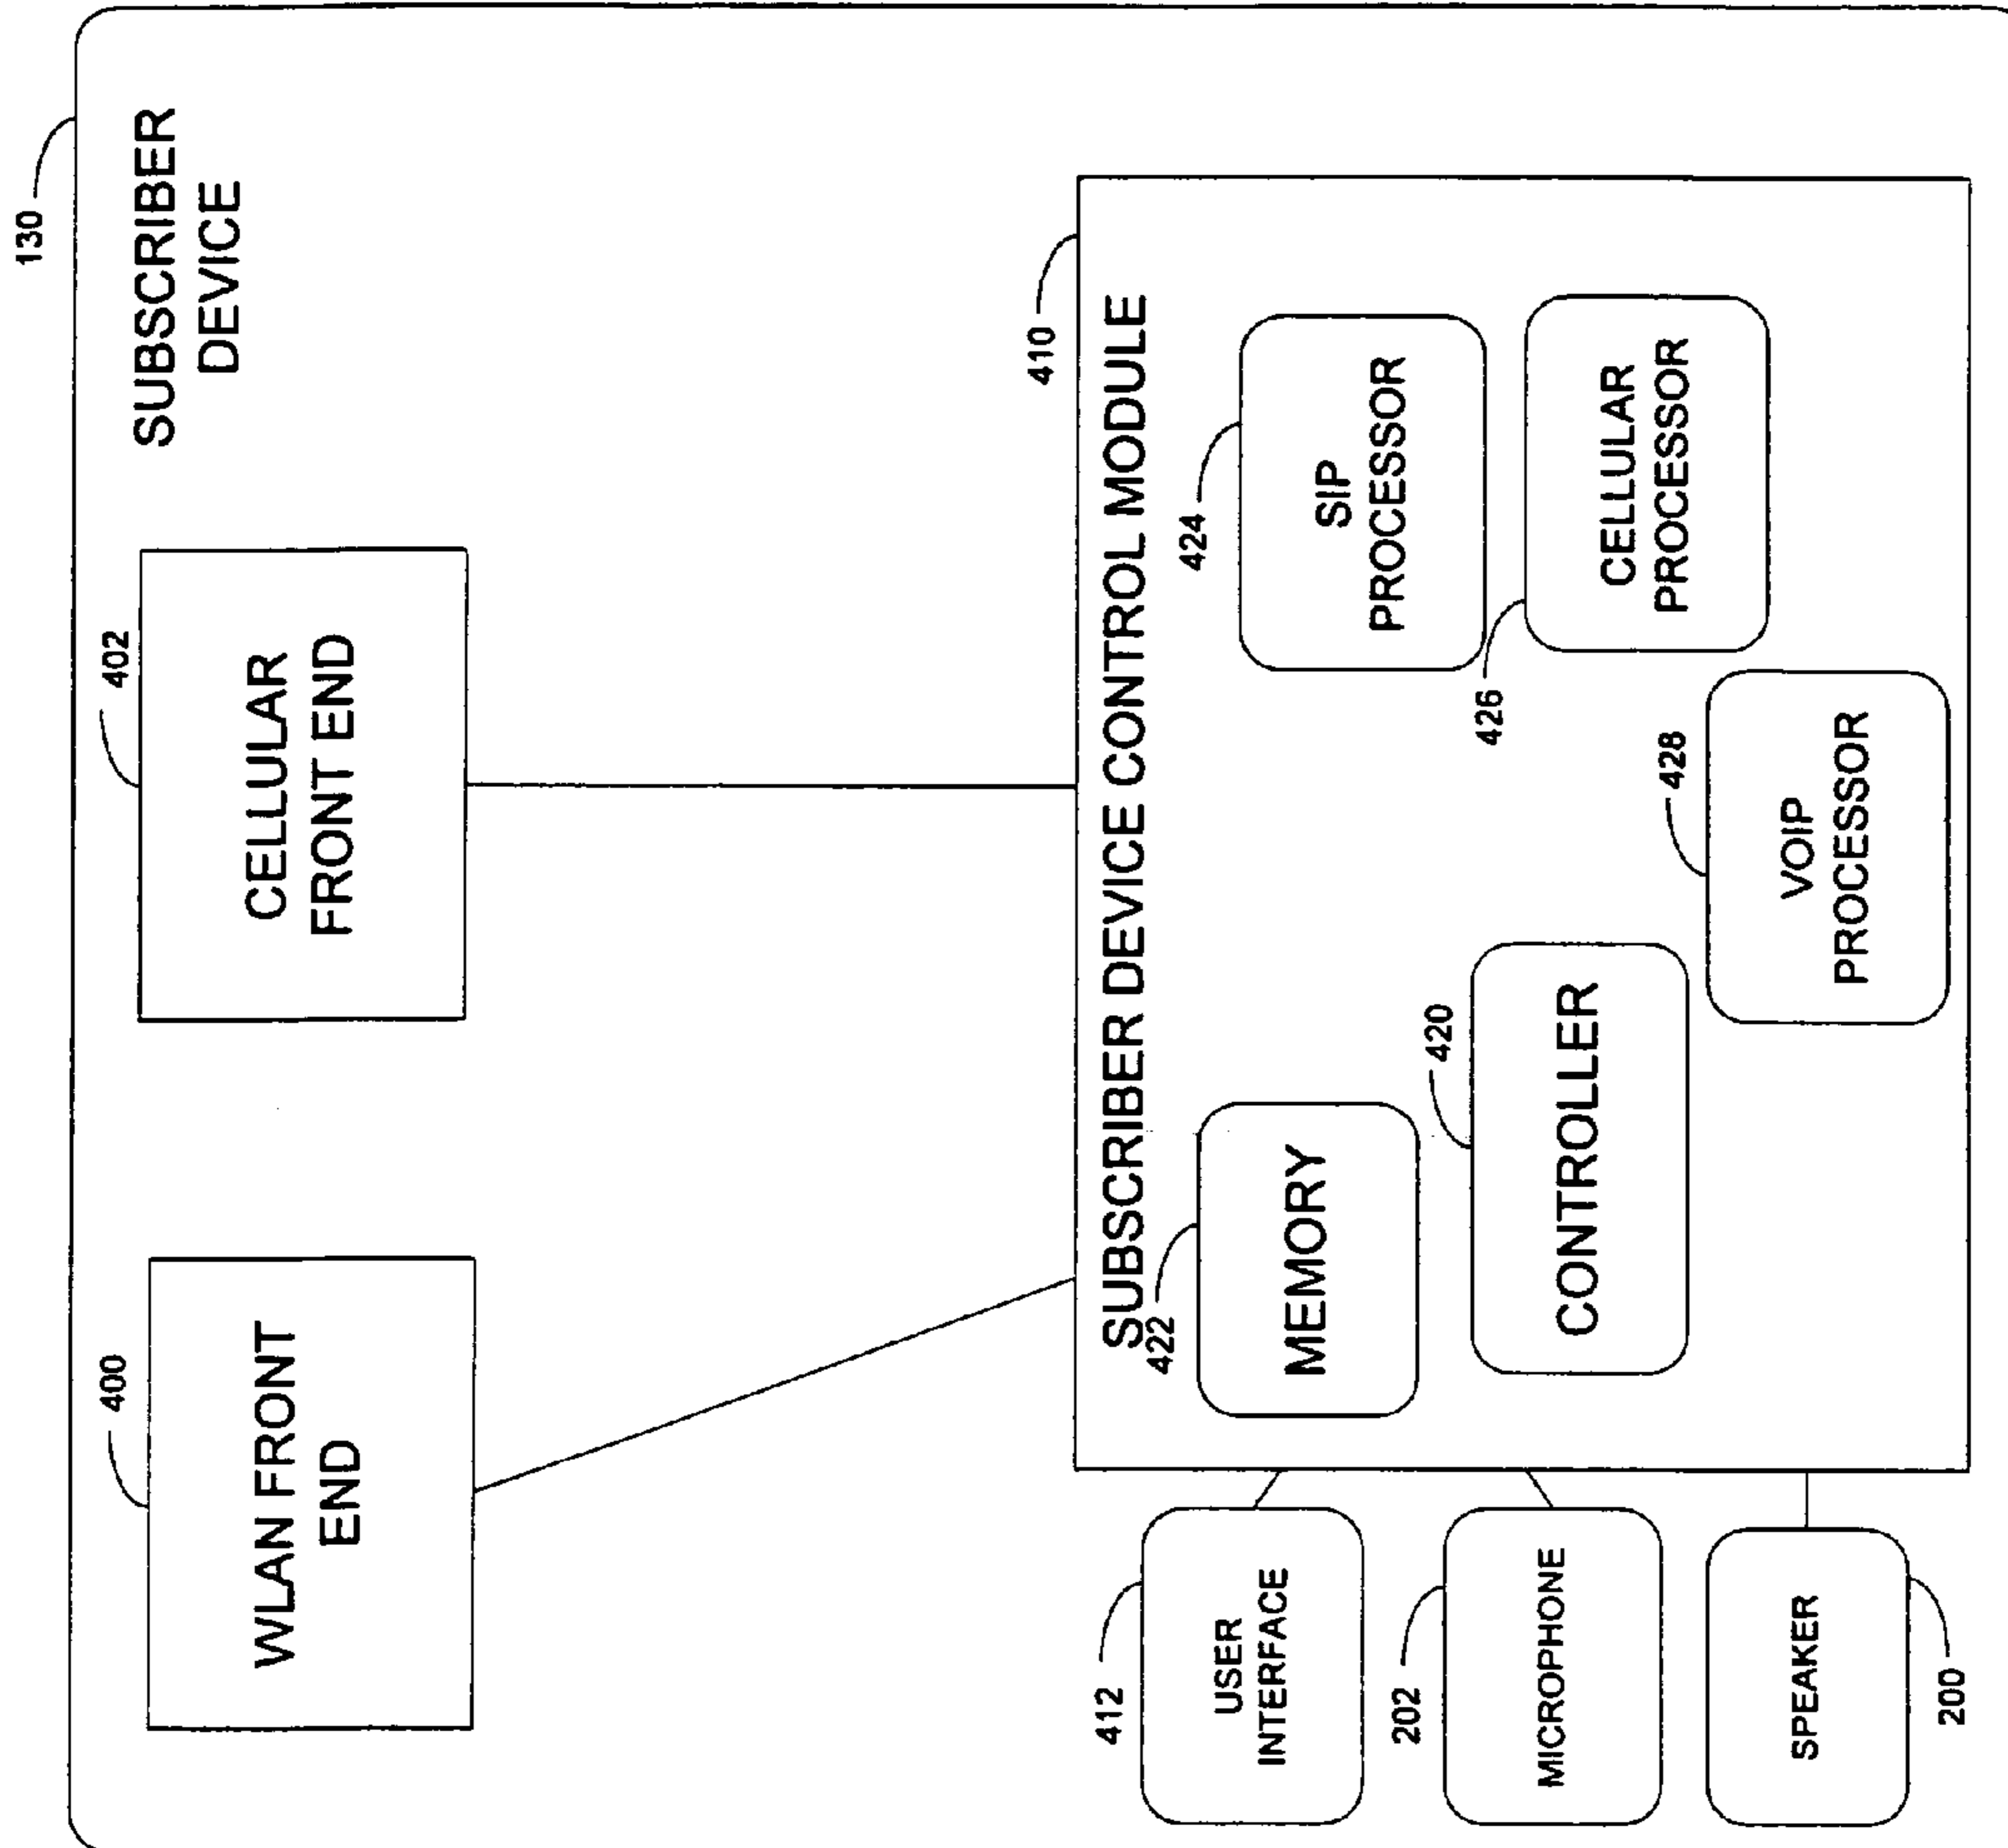 130
SUBSCRIBER
DEVICE
400
WLAN FRONT
END
402
CELLULAR
FRONT END
410
SUBSCRIBER DEVICE CONTROL MODULE
412
USER
INTERFACE
202
MICROPHONE
SPEAKER
200
422
MEMORY
420
CONTROLLER
424
SIP
PROCESSOR
426
CELLULAR
PROCESSOR
428
VOIP
PROCESSOR